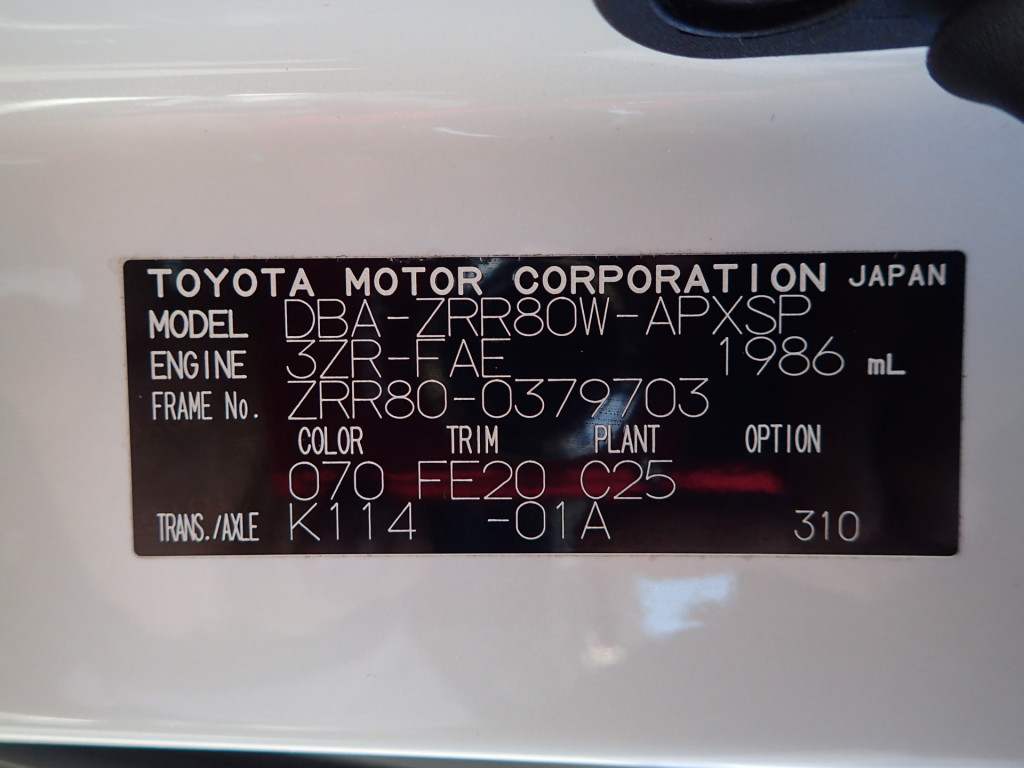 TOYOTA MOTOR CORPORATION JAPAN
MODEL DBA-ZRR80W-APXSP
ENGINE 3ZR-FAE 1986 mL
FRAME No. ZRR80-0379703
COLOR TRIM PLANT OPTION
070 FE20 C25
TRANS./AXLE K114 -01A 310